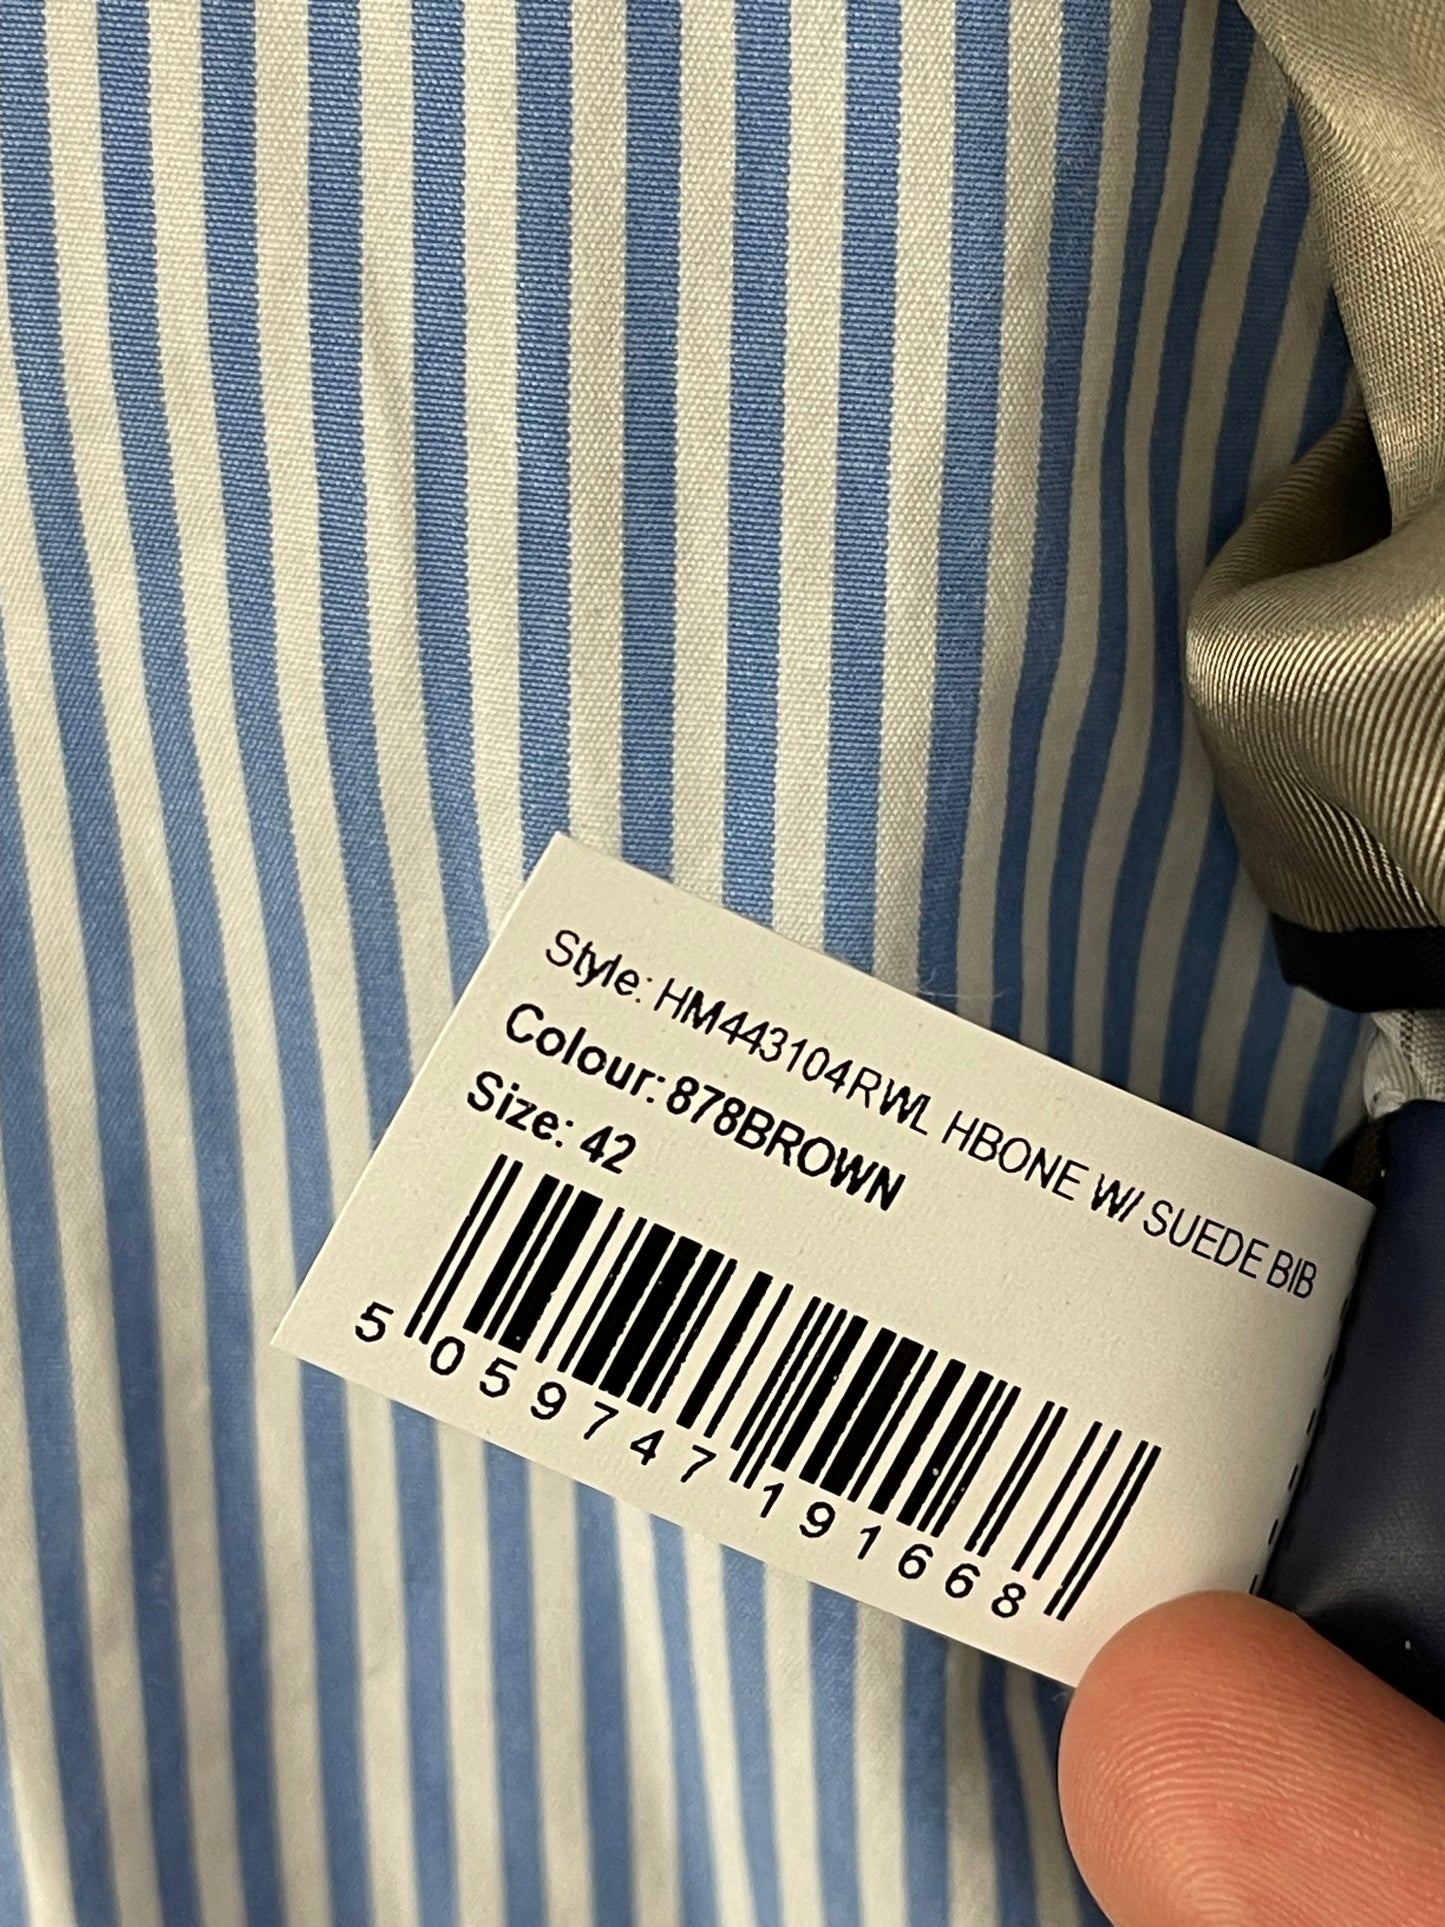 Style: HM443104RWL HBONE W/ SUEDE BIB
Colour: 878BROWN
Size: 42
5 059747 191668